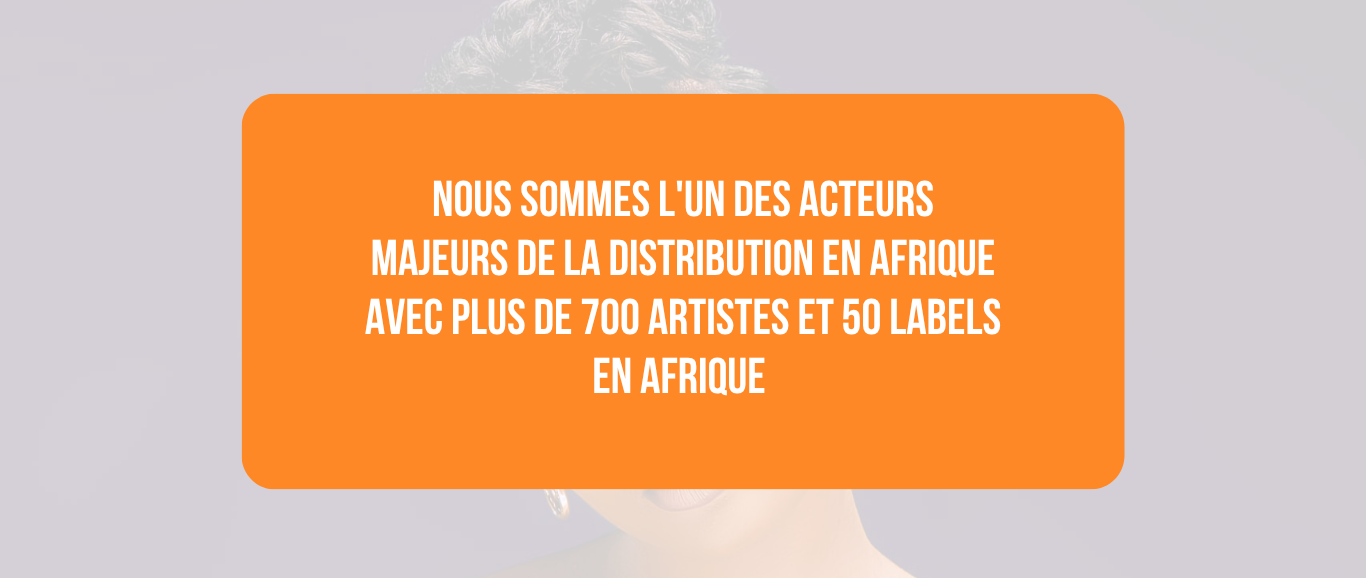 NOUS SOMMES L'UN DES ACTEURS
MAJEURS DE LA DISTRIBUTION EN AFRIQUE
AVEC PLUS DE 700 ARTISTES ET 50 LABELS
EN AFRIQUE